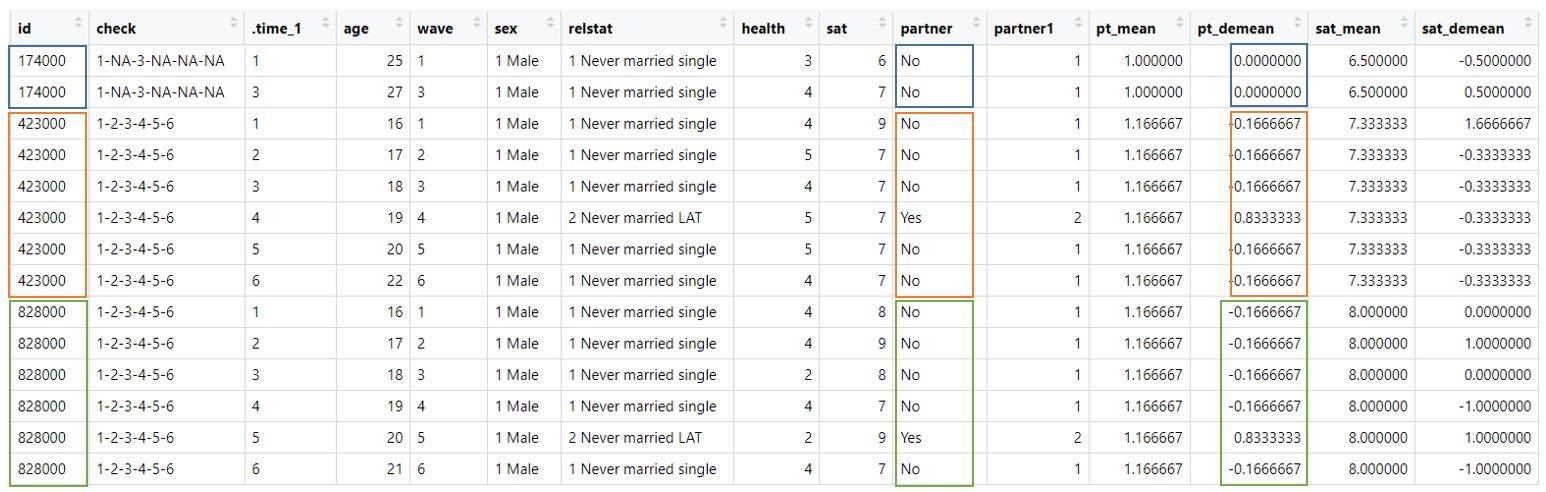 id check .time_1 age wave sex relstat health sat partner partner1 pt_mean pt_demean sat_mean sat_demean
174000 1-NA-3-NA-NA-NA 1 25 1 1 Male 1 Never married single 3 6 No 1 1.000000 0.0000000 6.500000 -0.5000000
174000 1-NA-3-NA-NA-NA 3 27 3 1 Male 1 Never married single 4 7 No 1 1.000000 0.0000000 6.500000 0.5000000
423000 1-2-3-4-5-6 1 16 1 1 Male 1 Never married single 4 9 No 1 1.166667 -0.1666667 7.333333 1.6666667
423000 1-2-3-4-5-6 2 17 2 1 Male 1 Never married single 5 7 No 1 1.166667 -0.1666667 7.333333 -0.3333333
423000 1-2-3-4-5-6 3 18 3 1 Male 1 Never married single 4 7 No 1 1.166667 -0.1666667 7.333333 -0.3333333
423000 1-2-3-4-5-6 4 19 4 1 Male 2 Never married LAT 5 7 Yes 2 1.166667 0.8333333 7.333333 -0.3333333
423000 1-2-3-4-5-6 5 20 5 1 Male 1 Never married single 5 7 No 1 1.166667 -0.1666667 7.333333 -0.3333333
423000 1-2-3-4-5-6 6 22 6 1 Male 1 Never married single 4 7 No 1 1.166667 -0.1666667 7.333333 -0.3333333
828000 1-2-3-4-5-6 1 16 1 1 Male 1 Never married single 4 8 No 1 1.166667 -0.1666667 8.000000 0.0000000
828000 1-2-3-4-5-6 2 17 2 1 Male 1 Never married single 4 9 No 1 1.166667 -0.1666667 8.000000 1.0000000
828000 1-2-3-4-5-6 3 18 3 1 Male 1 Never married single 2 8 No 1 1.166667 -0.1666667 8.000000 0.0000000
828000 1-2-3-4-5-6 4 19 4 1 Male 1 Never married single 4 7 No 1 1.166667 -0.1666667 8.000000 -1.0000000
828000 1-2-3-4-5-6 5 20 5 1 Male 2 Never married LAT 2 9 Yes 2 1.166667 0.8333333 8.000000 1.0000000
828000 1-2-3-4-5-6 6 21 6 1 Male 1 Never married single 4 7 No 1 1.166667 -0.1666667 8.000000 -1.0000000